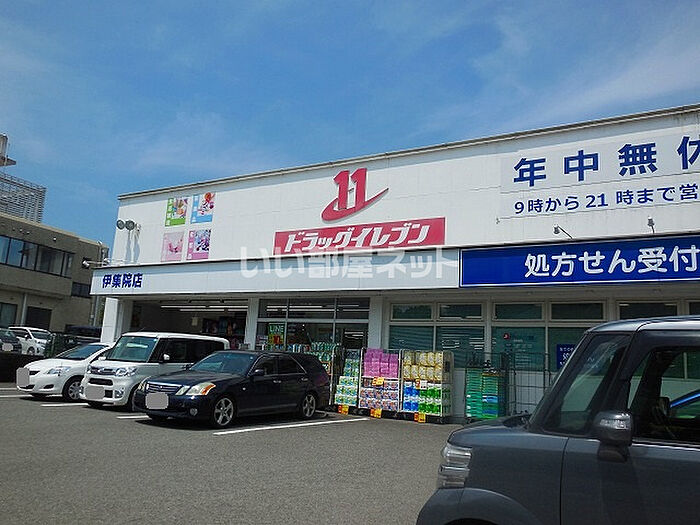 11
年中無休
9時から21時まで営
ドラッグイレブン
いい部屋ネット
伊集院店
処方せん受付
LINE